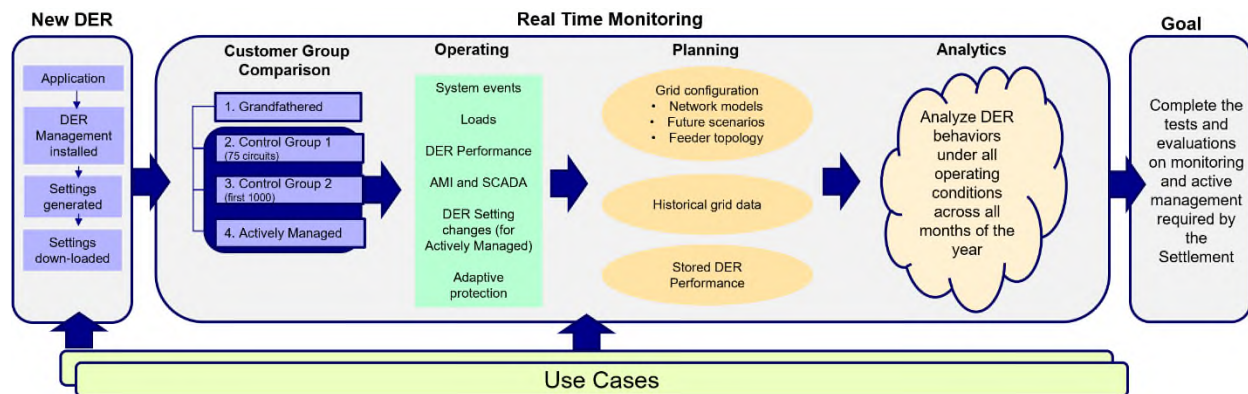 New DER
Application
DER
Management
installed
Settings
generated
Settings
down-loaded
Real Time Monitoring
Customer Group
Comparison
1. Grandfathered
2. Control Group 1
(75 circuits)
3. Control Group 2
(first 1000)
4. Actively Managed
Operating
System events
Loads
DER Performance
AMI and SCADA
DER Setting
changes (for
Actively Managed)
Adaptive
protection
Planning
Grid configuration
• Network models
• Future scenarios
• Feeder topology
Historical grid data
Stored DER
Performance
Analytics
Analyze DER
behaviors
under all
operating
conditions
across all
months of the
year
Goal
Complete the
tests and
evaluations
on monitoring
and active
management
required by
the
Settlement
Use Cases